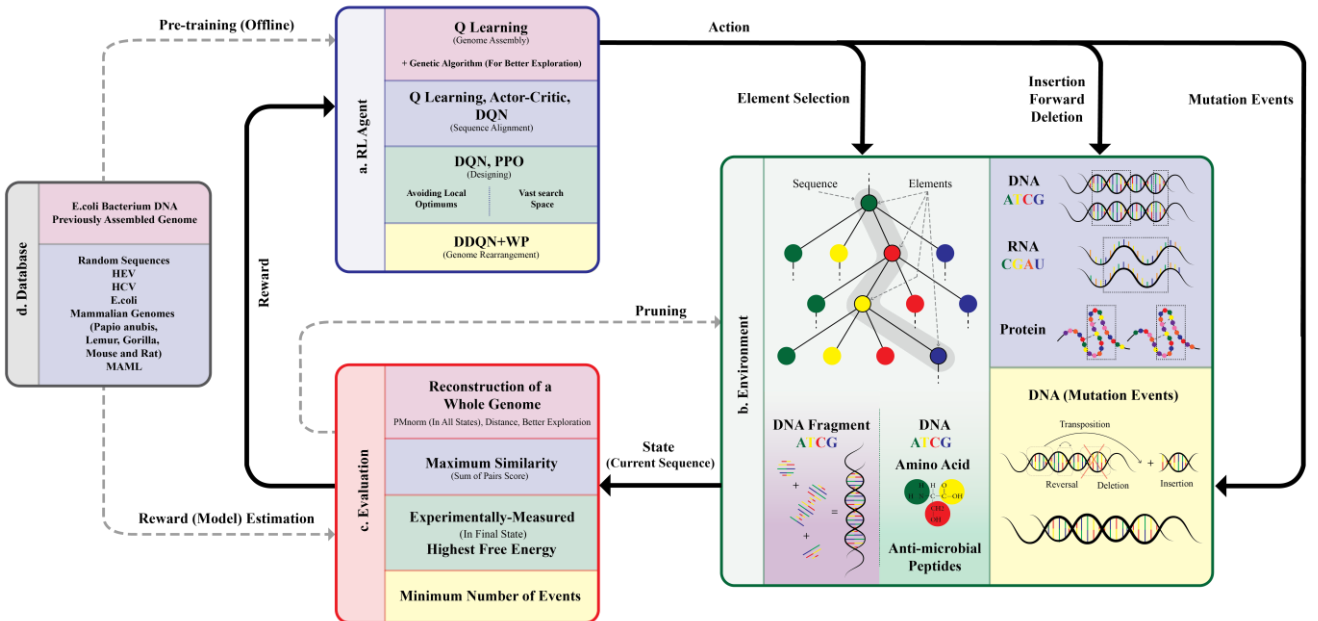 Pre-training (Offline)
d. Database
E.coli Bacterium DNA
Previously Assembled Genome
Random Sequences
HEV
HCV
E.coli
Mammalian Genomes
(Papio anubis,
Lemur, Gorilla,
Mouse and Rat)
MAML
Reward
Reward (Model) Estimation
a. RL Agent
Q Learning
(Genome Assembly)
+ Genetic Algorithm (For Better Exploration)
Q Learning, Actor-Critic,
DQN
(Sequence Alignment)
DQN, PPO
(Designing)
Avoiding Local
Optimums
Vast search
Space
DDQN+WP
(Genome Rearrangement)
Action
Element Selection
Insertion
Forward
Deletion
Mutation Events
Pruning
c. Evaluation
Reconstruction of a
Whole Genome
PMnorm (In All States), Distance, Better Exploration
Maximum Similarity
(Sum of Pairs Score)
Experimentally-Measured
(In Final State)
Highest Free Energy
Minimum Number of Events
State
(Current Sequence)
b. Environment
Sequence
Elements
DNA Fragment
ATCG
+
+
=
DNA
ATCG
Amino Acid
H H O
H N C C OH
CH2
OH
Anti-microbial
Peptides
DNA
ATCG
RNA
CGAU
Protein
DNA (Mutation Events)
Transposition
+
Reversal
Deletion
Insertion